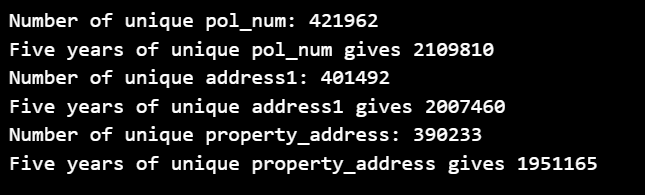 Number of unique pol_num: 421962
Five years of unique pol_num gives 2109810
Number of unique address1: 401492
Five years of unique address1 gives 2007460
Number of unique property_address: 390233
Five years of unique property_address gives 1951165